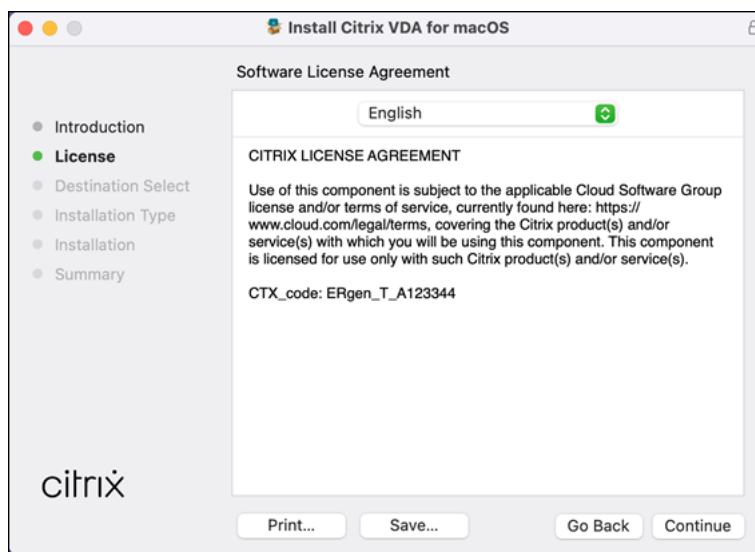 Install Citrix VDA for macOS
Software License Agreement
Introduction
License
Destination Select
Installation Type
Installation
Summary
English
CITRIX LICENSE AGREEMENT
Use of this component is subject to the applicable Cloud Software Group
license and/or terms of service, currently found here: https://
www.cloud.com/legal/terms, covering the Citrix product(s) and/or
service(s) with which you will be using this component. This component
is licensed for use only with such Citrix product(s) and/or service(s).
CTX_code: ERgen_T_A123344
citrix
Print...
Save...
Go Back
Continue